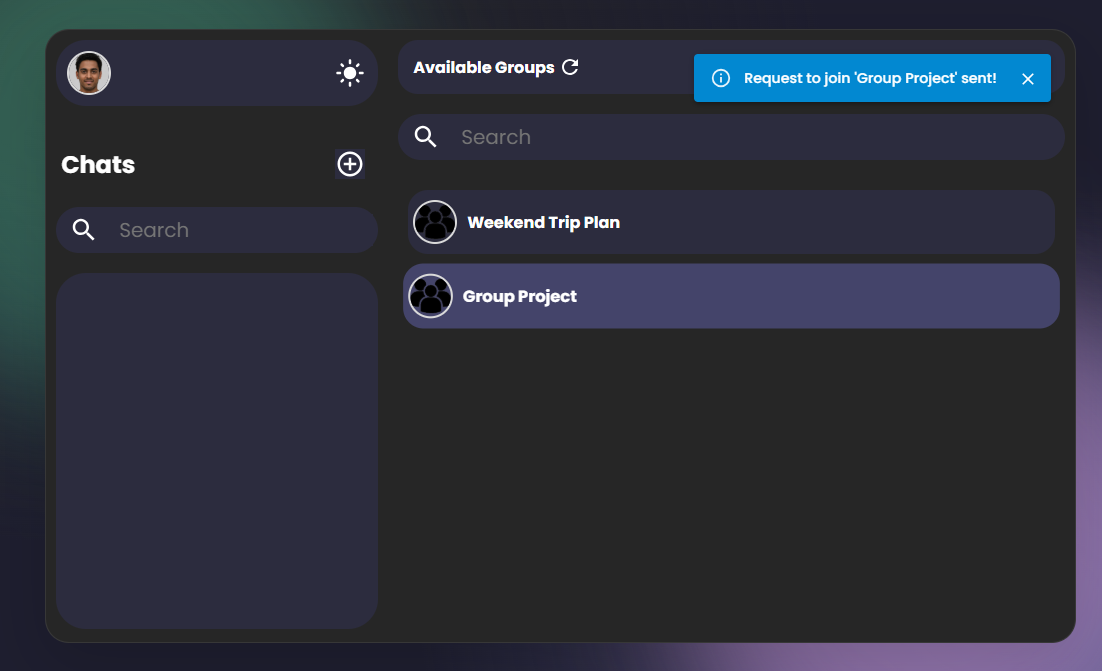 Available Groups
Request to join 'Group Project' sent!
Search
Chats
Search
Weekend Trip Plan
Group Project